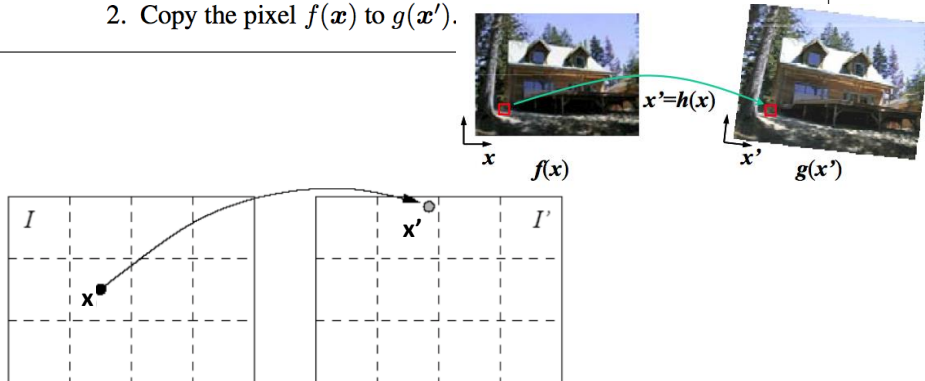 2. Copy the pixel f(x) to g(x').
x'=h(x)
x
f(x)
x'
g(x')
I
x'
I'
x